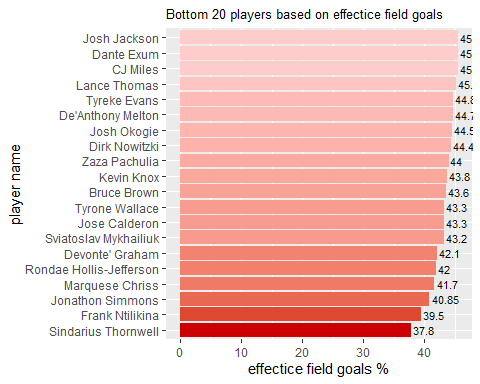 Bottom 20 players based on effectice field goals
Josh Jackson 45
Dante Exum 45
CJ Miles 45
Lance Thomas 45.
Tyreke Evans 44.8
De'Anthony Melton 44.7
Josh Okogie 44.5
Dirk Nowitzki 44.4
Zaza Pachulia 44
Kevin Knox 43.8
Bruce Brown 43.6
Tyrone Wallace 43.3
Jose Calderon 43.3
Sviatoslav Mykhailiuk 43.2
Devonte' Graham 42.1
Rondae Hollis-Jefferson 42
Marquese Chriss 41.7
Jonathon Simmons 40.85
Frank Ntilikina 39.5
Sindarius Thornwell 37.8
player name
0 10 20 30 40
effectice field goals %